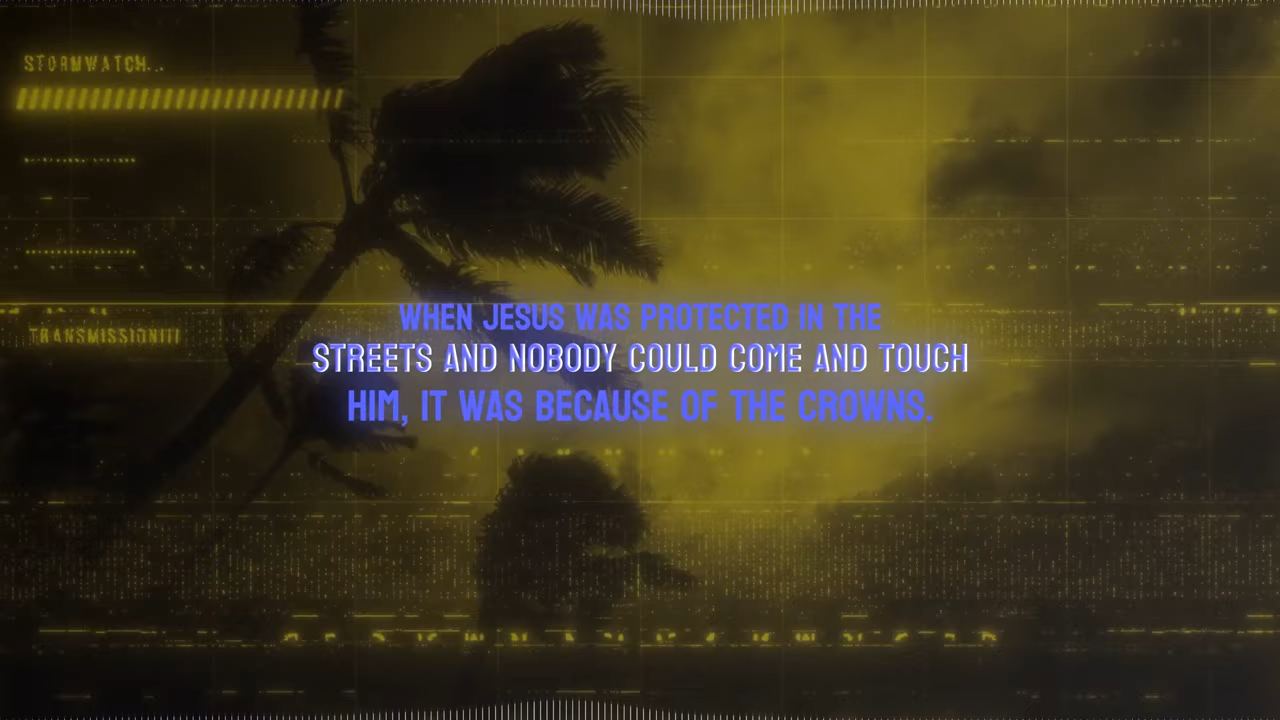 STORMWATCH...
TRANSMISSION!!!
WHEN JESUS WAS PROTECTED IN THE
STREETS AND NOBODY COULD COME AND TOUCH
HIM, IT WAS BECAUSE OF THE CROWNS.